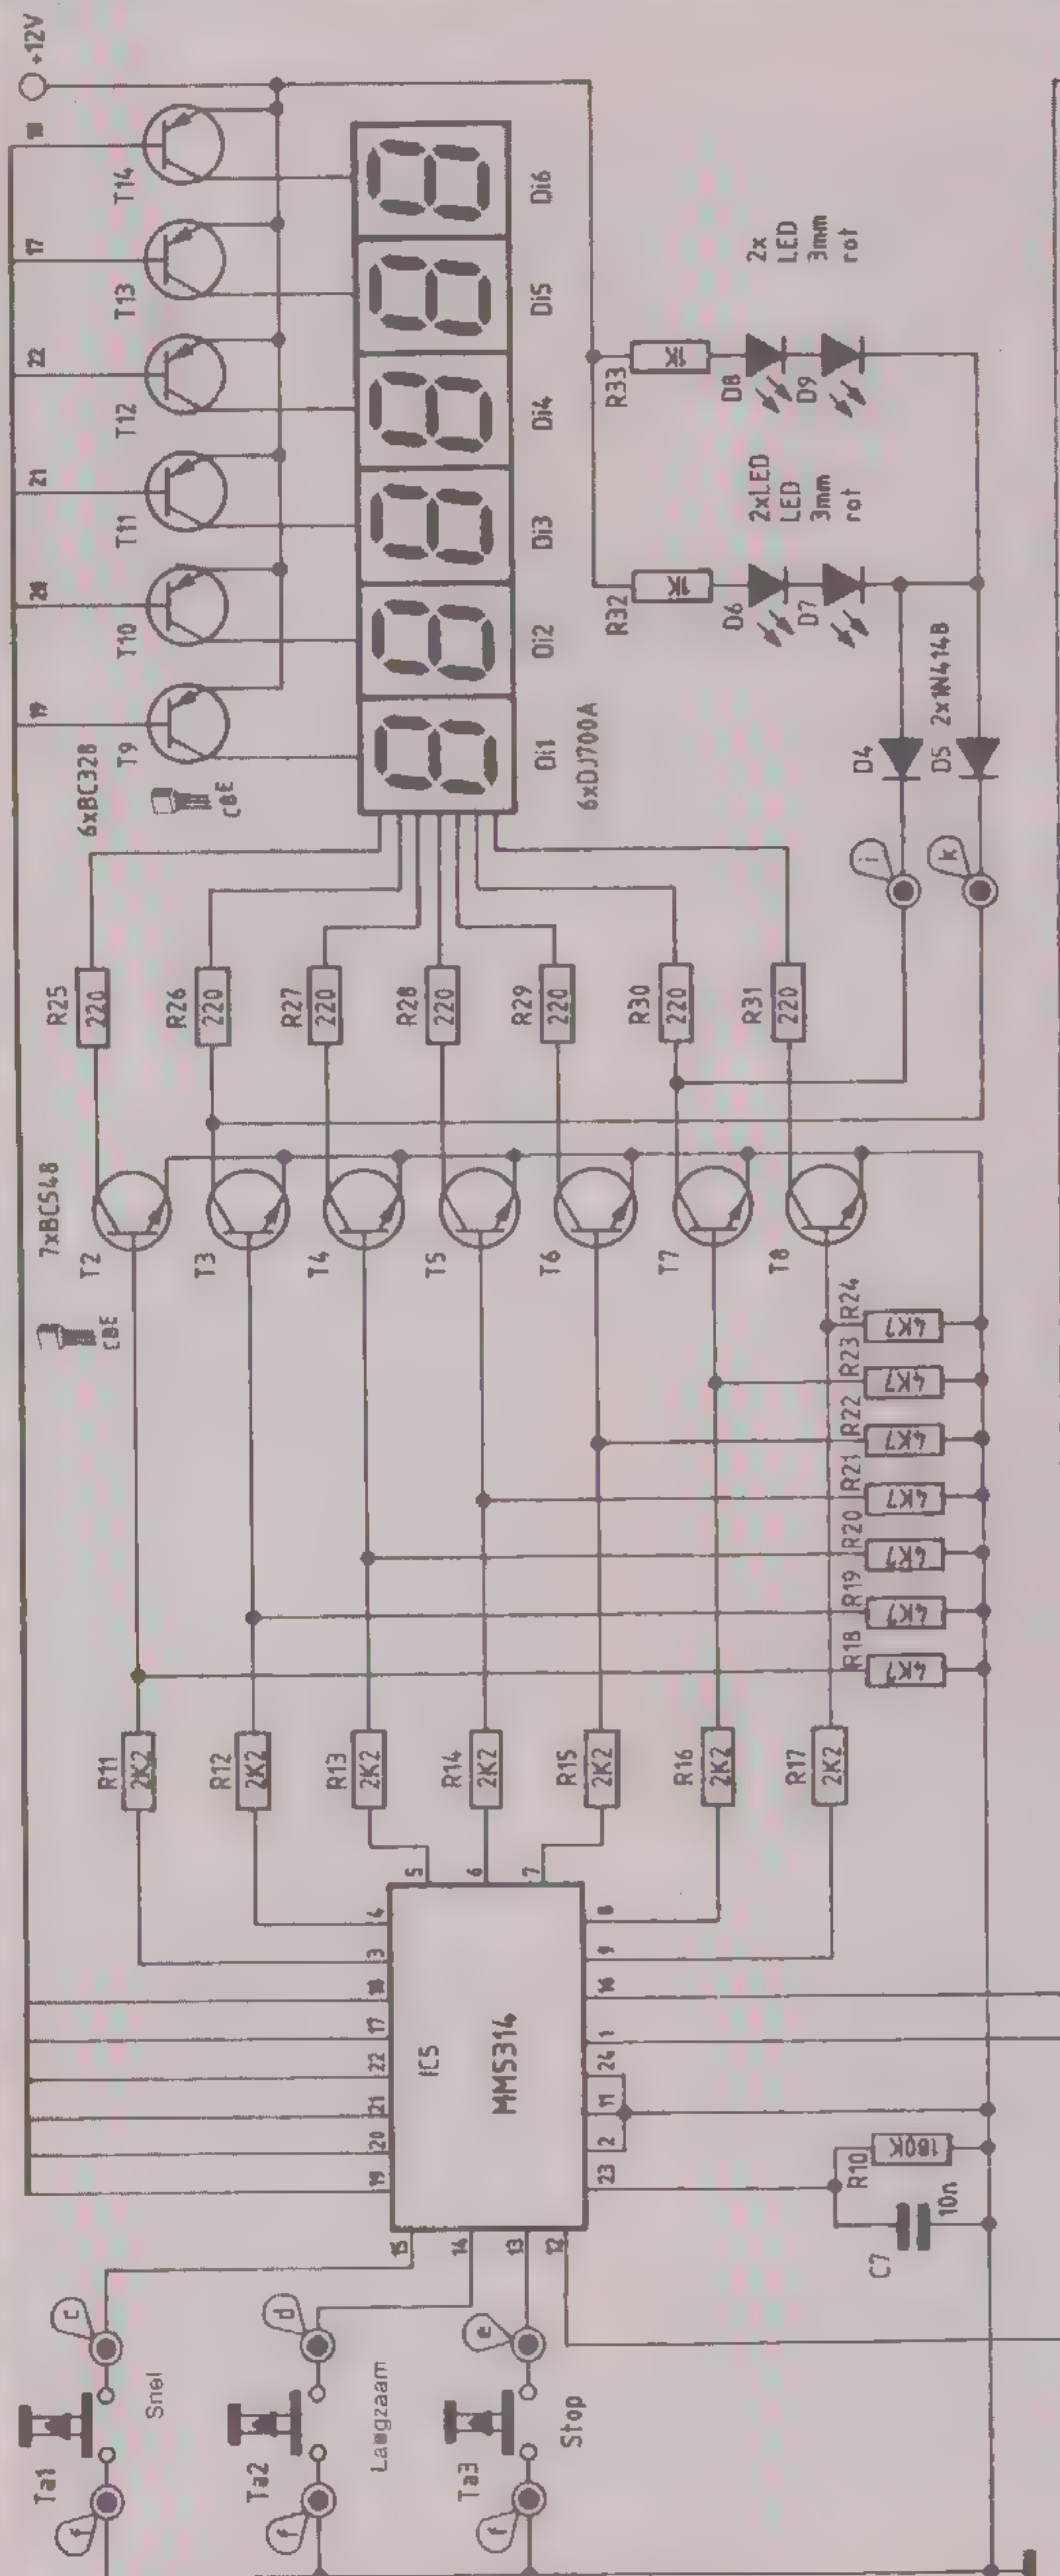 +12V
18
17
22
21
20
19
T14
T13
T12
T11
T10
T9
6xBC328
CBE
Di6
Di5
Di4
Di3
Di2
Di1
6xDJ700A
R33
1K
D8
D9
2x
LED
3mm
rot
R32
1K
D6
D7
2xLED
LED
3mm
rot
D4
D5
2x1N4148
i
k
R25
220
R26
220
R27
220
R28
220
R29
220
R30
220
R31
220
7xBC548
CBE
T2
T3
T4
T5
T6
T7
T8
R24
4K7
R23
4K7
R22
4K7
R21
4K7
R20
4K7
R19
4K7
R18
4K7
R11
2K2
R12
2K2
R13
2K2
R14
2K2
R15
2K2
R16
2K2
R17
2K2
5
6
7
4
3
18
17
22
21
20
19
8
9
16
1
24
11
2
23
IC5
MM5314
15
14
13
12
R10
180K
C7
10n
c
d
e
Ta1
Snel
Ta2
Langzaam
Ta3
Stop
f
f
f